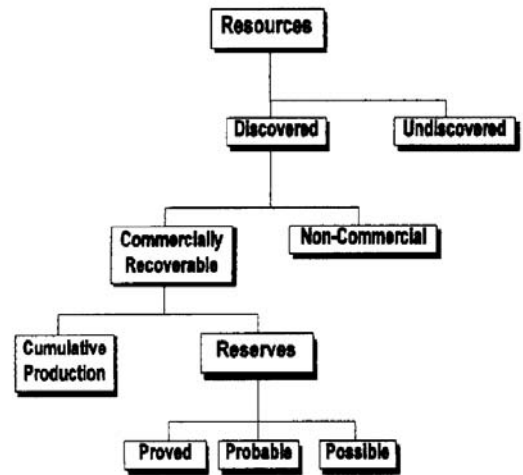 Resources
Discovered
Undiscovered
Commercially
Recoverable
Non-Commercial
Cumulative
Production
Reserves
Proved
Probable
Possible